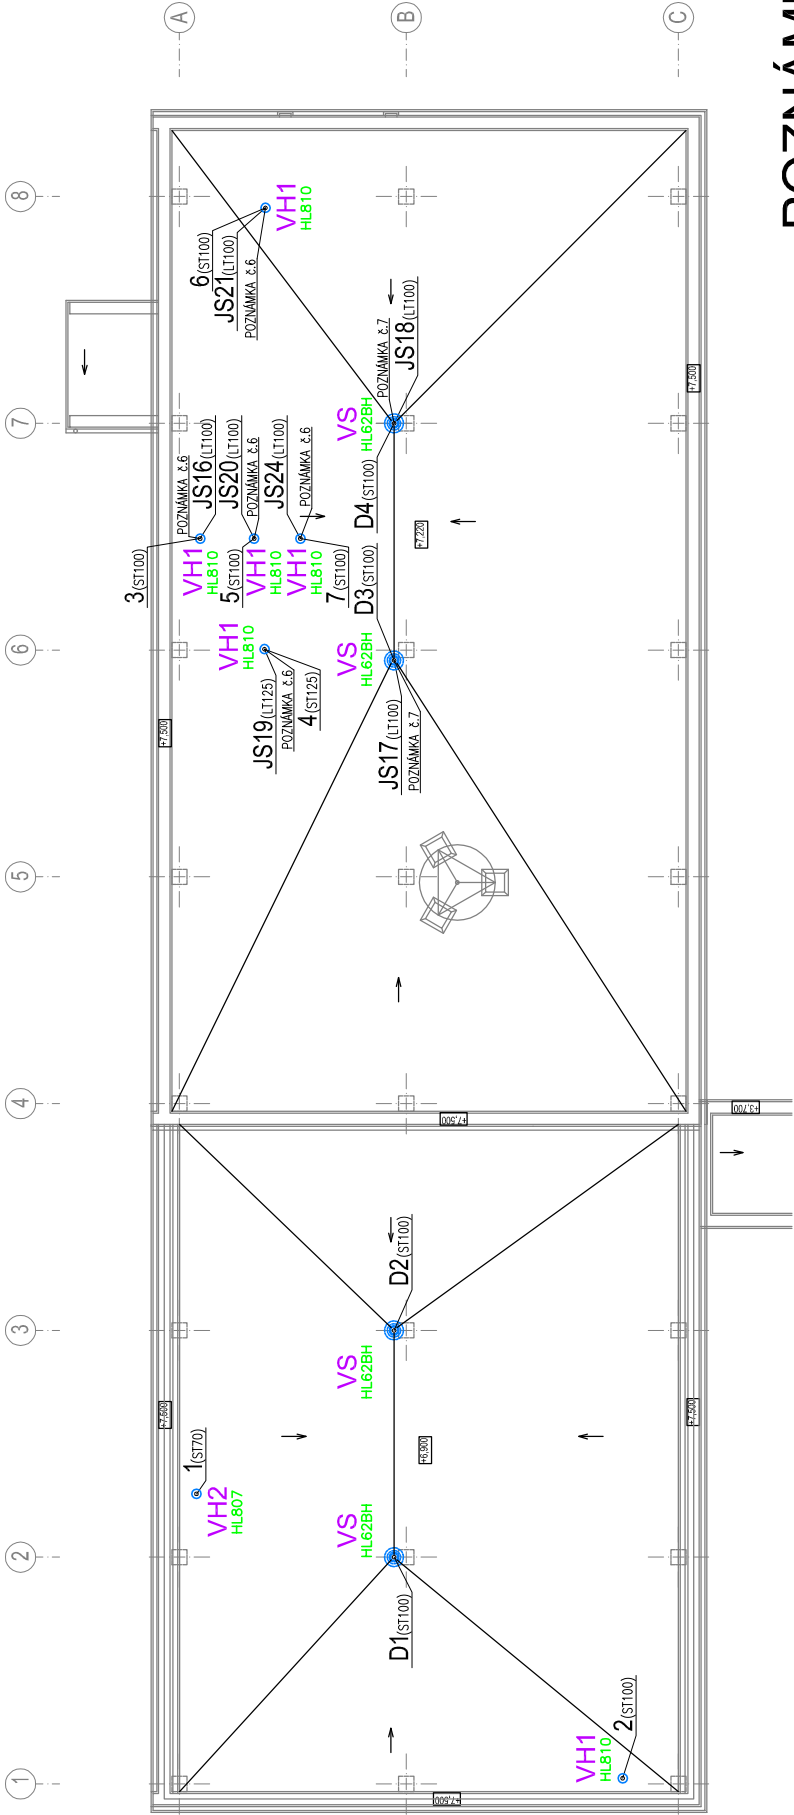 A
B
C
POZNÁM
8
6(ST100)
JS21(LT100)
POZNÁMKA č.6
VH1
HL810
7
POZNÁMKA č.7
JS18(LT100)
VS
HL62BH
D4(ST100)
+7,500
POZNÁMKA č.6
JS16(LT100)
JS20(LT100)
POZNÁMKA č.6
JS24(LT100)
POZNÁMKA č.6
3(ST100)
VH1
HL810
5(ST100)
VH1
HL810
VH1
HL810
7(ST100)
D3(ST100)
+7,220
6
VH1
HL810
JS19(LT125)
POZNÁMKA č.6
4(ST125)
VS
HL62BH
JS17(LT100)
POZNÁMKA č.7
+7,500
5
4
+7,500
+3,700
D2(ST100)
3
VS
HL62BH
+7,500
+7,500
+6,900
1(ST70)
VH2
HL807
VS
HL62BH
2
D1(ST100)
VH1
HL810
2(ST100)
1
+7,500